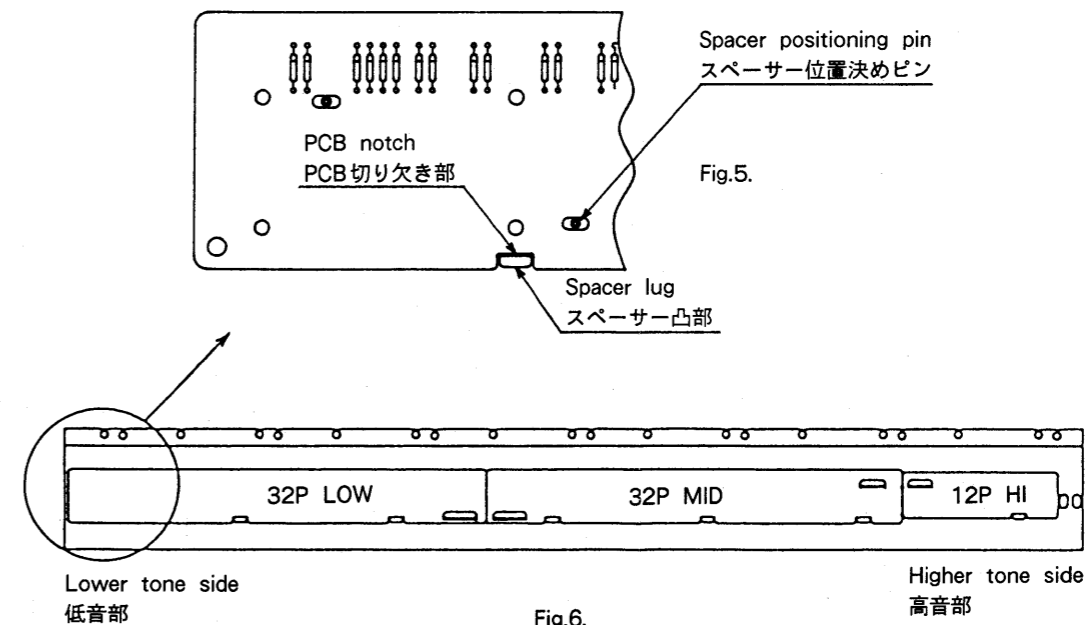 Spacer positioning pin
スペーサー位置決めピン
PCB notch
PCB切り欠き部
Fig.5.
Spacer lug
スペーサー凸部
32P LOW
32P MID
12P HI
Lower tone side
低音部
Higher tone side
高音部
Fig.6.